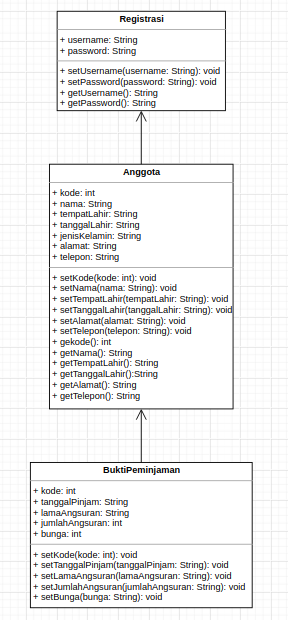 Registrasi
+ username: String
+ password: String
+ setUsername(username: String): void
+ setPassword(password: String): void
+ getUsername(): String
+ getPassword(): String
Anggota
+ kode: int
+ nama: String
+ tempatLahir: String
+ tanggalLahir: String
+ jenisKelamin: String
+ alamat: String
+ telepon: String
+ setKode(kode: int): void
+ setNama(nama: String): void
+ setTempatLahir(tempatLahir: String): void
+ setTanggalLahir(tanggalLahir: String): void
+ setAlamat(alamat: String): void
+ setTelepon(telepon: String): void
+ gekode(): int
+ getNama(): String
+ getTempatLahir(): String
+ getTanggalLahir():String
+ getAlamat(): String
+ getTelepon(): String
BuktiPeminjaman
+ kode: int
+ tanggalPinjam: String
+ lamaAngsuran: String
+ jumlahAngsuran: int
+ bunga: int
+ setKode(kode: int): void
+ setTanggalPinjam(tanggalPinjam: String): void
+ setLamaAngsuran(lamaAngsuran: String): void
+ setJumlahAngsuran(jumlahAngsuran: String): void
+ setBunga(bunga: String): void